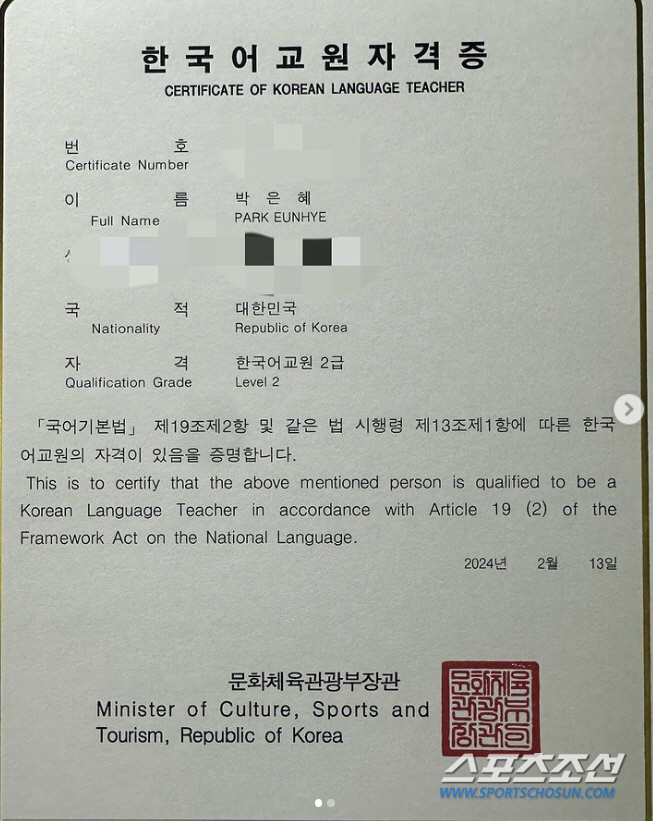 한국어교원자격증
CERTIFICATE OF KOREAN LANGUAGE TEACHER
번 호
Certificate Number
이 름 박 은 혜
Full Name PARK EUNHYE
국 적 대한민국
Nationality Republic of Korea
자 격 한국어교원 2급
Qualification Grade Level 2
「국어기본법」 제19조제2항 및 같은 법 시행령 제13조제1항에 따른 한국
어교원의 자격이 있음을 증명합니다.
This is to certify that the above mentioned person is qualified to be a
Korean Language Teacher in accordance with Article 19 (2) of the
Framework Act on the National Language.
2024년 2월 13일
문화체육관광부장관
Minister of Culture, Sports and
Tourism, Republic of Korea
문화체육
관광부
장관의
스포츠조선
WWW.SPORTSCHOSUN.COM